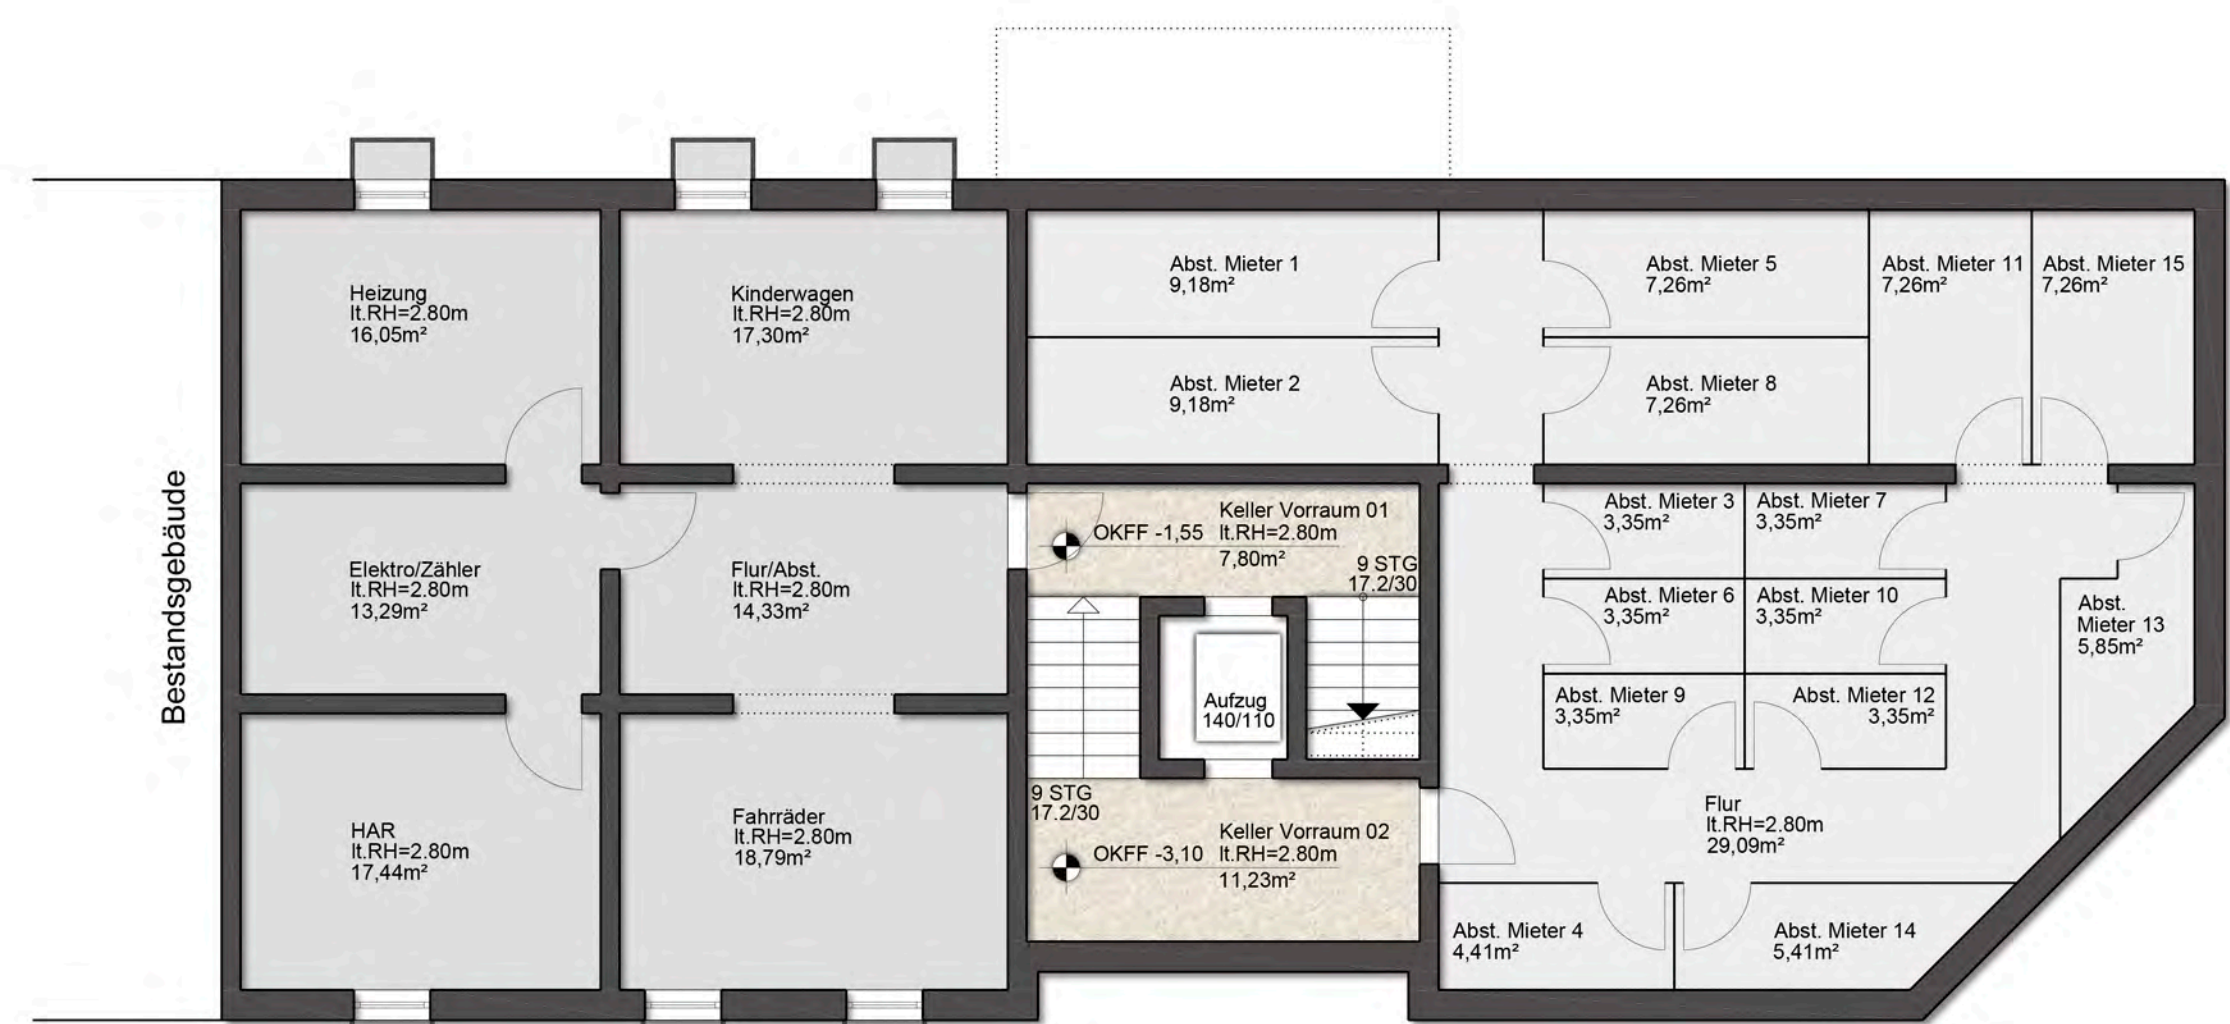 Bestandsgebäude
Heizung
lt.RH=2.80m
16,05m²
Kinderwagen
lt.RH=2.80m
17,30m²
Abst. Mieter 1
9,18m²
Abst. Mieter 5
7,26m²
Abst. Mieter 11
7,26m²
Abst. Mieter 15
7,26m²
Abst. Mieter 2
9,18m²
Abst. Mieter 8
7,26m²
Elektro/Zähler
lt.RH=2.80m
13,29m²
Flur/Abst.
lt.RH=2.80m
14,33m²
OKFF -1,55
Keller Vorraum 01
lt.RH=2.80m
7,80m²
9 STG
17.2/30
Abst. Mieter 3
3,35m²
Abst. Mieter 7
3,35m²
Abst. Mieter 6
3,35m²
Abst. Mieter 10
3,35m²
Abst.
Mieter 13
5,85m²
Aufzug
140/110
Abst. Mieter 9
3,35m²
Abst. Mieter 12
3,35m²
HAR
lt.RH=2.80m
17,44m²
Fahrräder
lt.RH=2.80m
18,79m²
9 STG
17.2/30
OKFF -3,10
Keller Vorraum 02
lt.RH=2.80m
11,23m²
Flur
lt.RH=2.80m
29,09m²
Abst. Mieter 4
4,41m²
Abst. Mieter 14
5,41m²